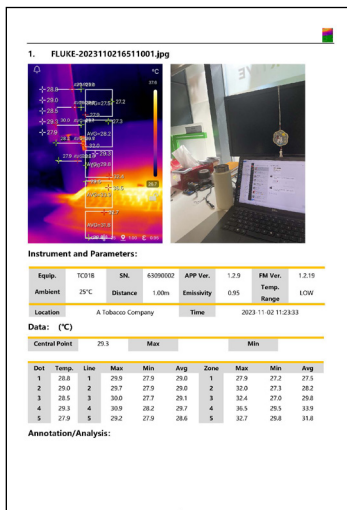 1. FLUKE-2023110216511001.jpg
°C
Instrument and Parameters:
Equip. TC01B SN. 63090002 APP Ver. 1.2.9 FM Ver. 1.2.19
Ambient 25°C Distance 1.00m Emissivity 0.95 Temp. Range LOW
Location A Tobacco Company Time 2023-11-02 11:23:33
Data: (°C)
Central Point 29.3 Max Min
Dot Temp. Line Max Min Avg Zone Max Min Avg
1 28.8 1 29.9 27.9 29.0 1 27.9 27.2 27.5
2 29.0 2 29.7 27.9 29.0 2 32.0 27.3 28.2
3 28.5 3 30.0 27.7 29.1 3 32.4 27.0 29.8
4 29.3 4 30.9 28.2 29.7 4 36.5 29.5 33.9
5 27.9 5 29.2 27.9 28.6 5 32.7 29.8 31.8
Annotation/Analysis: